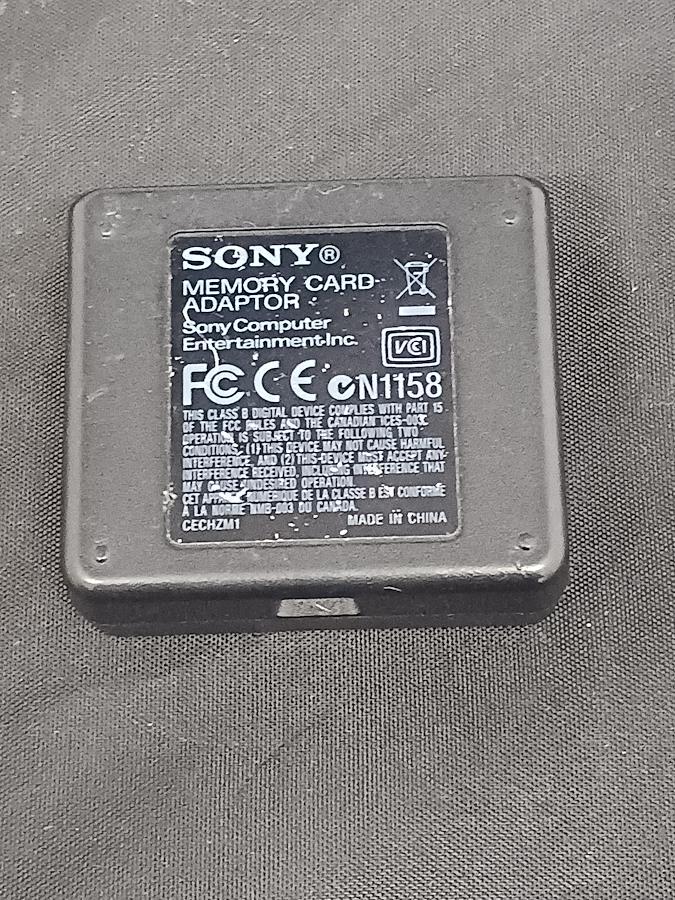 SONY®
MEMORY CARD
ADAPTOR
Sony Computer
Entertainment Inc.
VCI
FC CE N1158
THIS CLASS B DIGITAL DEVICE COMPLIES WITH PART 15
OF THE FCC RULES AND THE CANADIAN ICES-003.
OPERATION IS SUBJECT TO THE FOLLOWING TWO
CONDITIONS: (1) THIS DEVICE MAY NOT CAUSE HARMFUL
INTERFERENCE, AND (2) THIS DEVICE MUST ACCEPT ANY
INTERFERENCE RECEIVED, INCLUDING INTERFERENCE THAT
MAY CAUSE UNDESIRED OPERATION.
CET APPAREIL NUMERIQUE DE LA CLASSE B EST CONFORME
À LA NORME NMB-003 DU CANADA.
CECHZM1 MADE IN CHINA